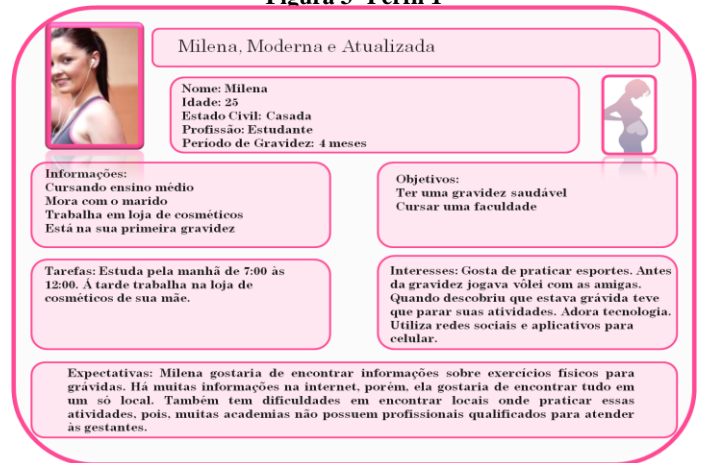 Figura 3- Perfil 1
Milena, Moderna e Atualizada
Nome: Milena
Idade: 25
Estado Civil: Casada
Profissão: Estudante
Período de Gravidez: 4 meses
Informações:
Cursando ensino médio
Mora com o marido
Trabalha em loja de cosméticos
Está na sua primeira gravidez
Objetivos:
Ter uma gravidez saudável
Cursar uma faculdade
Tarefas: Estuda pela manhã de 7:00 às
12:00. Á tarde trabalha na loja de
cosméticos de sua mãe.
Interesses: Gosta de praticar esportes. Antes
da gravidez jogava vôlei com as amigas.
Quando descobriu que estava grávida teve
que parar suas atividades. Adora tecnologia.
Utiliza redes sociais e aplicativos para
celular.
Expectativas: Milena gostaria de encontrar informações sobre exercícios físicos para
grávidas. Há muitas informações na internet, porém, ela gostaria de encontrar tudo em
um só local. Também tem dificuldades em encontrar locais onde praticar essas
atividades, pois, muitas academias não possuem profissionais qualificados para atender
às gestantes.